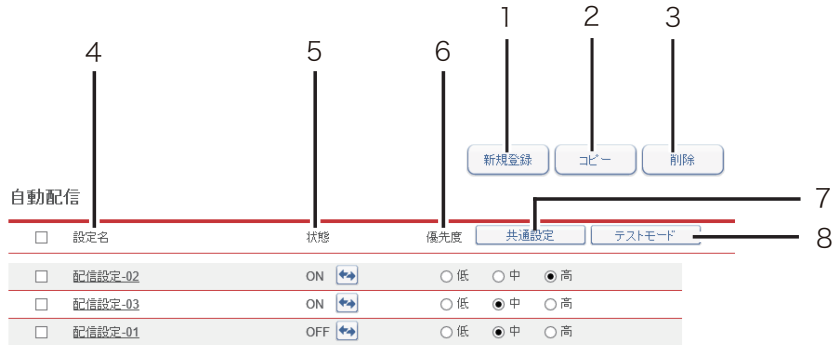 1 2 3
4 5 6
新規登録 コピー 削除
自動配信
7
設定名 状態 優先度 共通設定 テストモード 8
配信設定-02 ON 低 中 高
配信設定-03 ON 低 中 高
配信設定-01 OFF 低 中 高